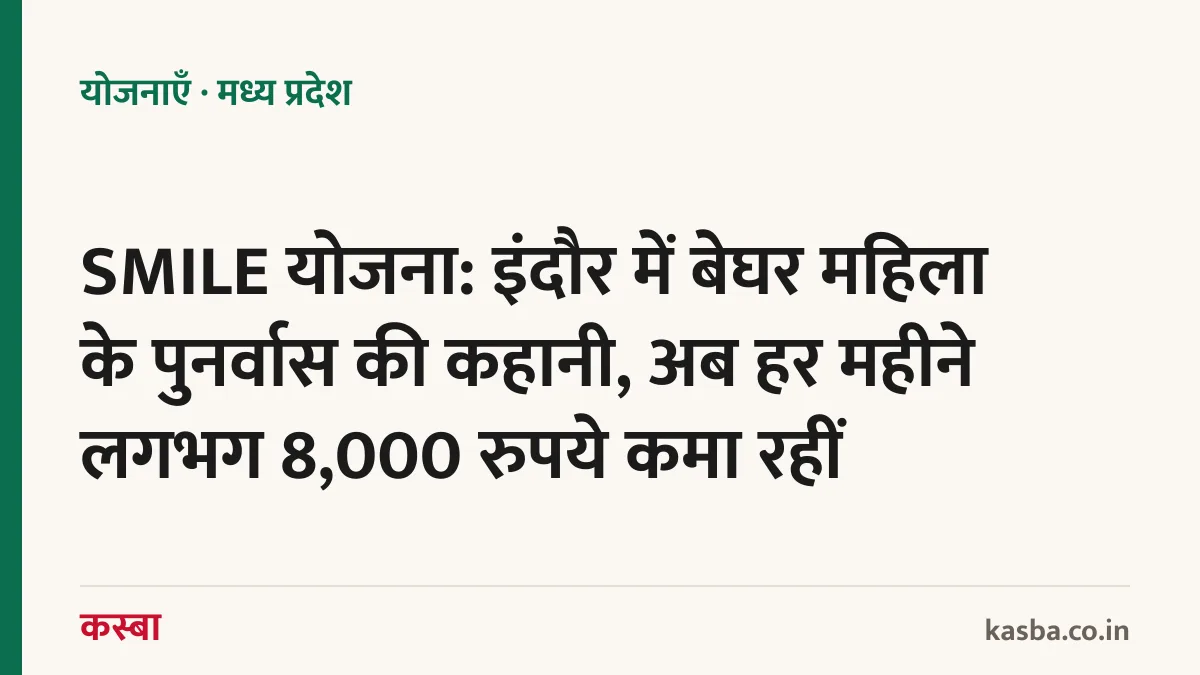 योजनाएँ · मध्य प्रदेश
SMILE योजना: इंदौर में बेघर महिला
के पुनर्वास की कहानी, अब हर महीने
लगभग 8,000 रुपये कमा रहीं
कस्बा
kasba.co.in